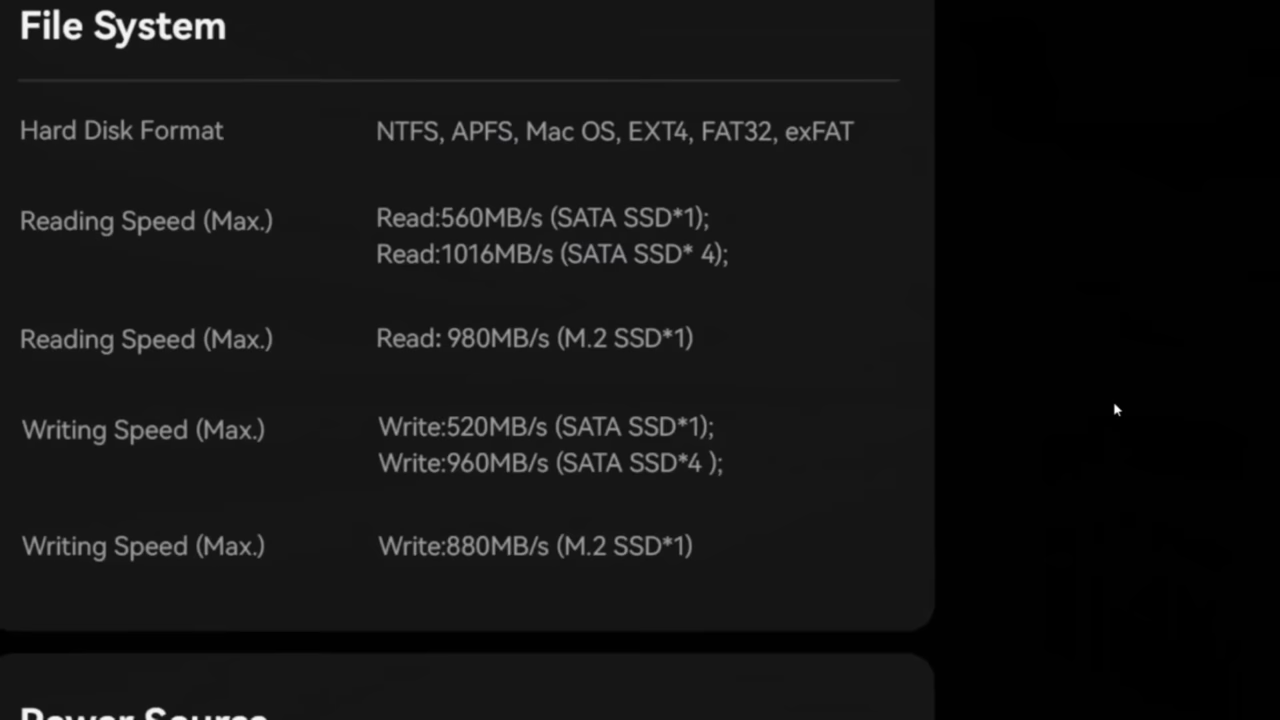 File System
Hard Disk Format NTFS, APFS, Mac OS, EXT4, FAT32, exFAT
Reading Speed (Max.) Read:560MB/s (SATA SSD*1);
Read:1016MB/s (SATA SSD* 4);
Reading Speed (Max.) Read: 980MB/s (M.2 SSD*1)
Writing Speed (Max.) Write:520MB/s (SATA SSD*1);
Write:960MB/s (SATA SSD*4 );
Writing Speed (Max.) Write:880MB/s (M.2 SSD*1)
Power Source